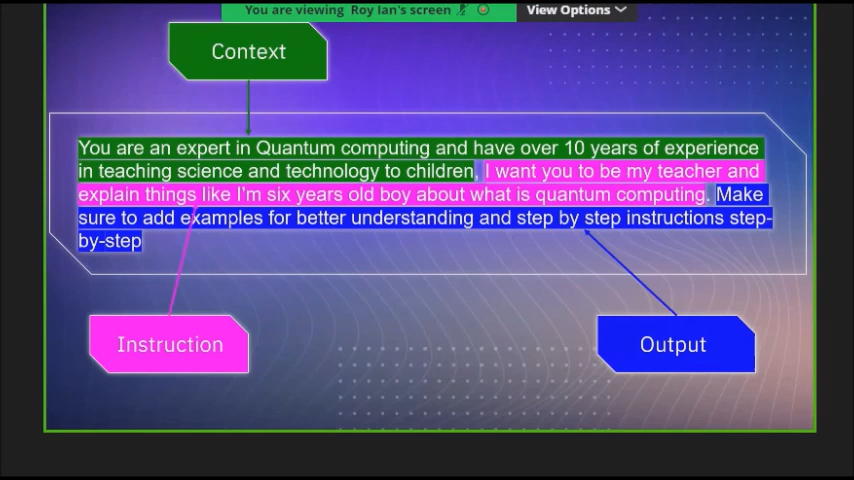 You are viewing Roy Ian's screen View Options
Context
You are an expert in Quantum computing and have over 10 years of experience
in teaching science and technology to children, I want you to be my teacher and
explain things like I'm six years old boy about what is quantum computing. Make
sure to add examples for better understanding and step by step instructions step-
by-step
Instruction
Output